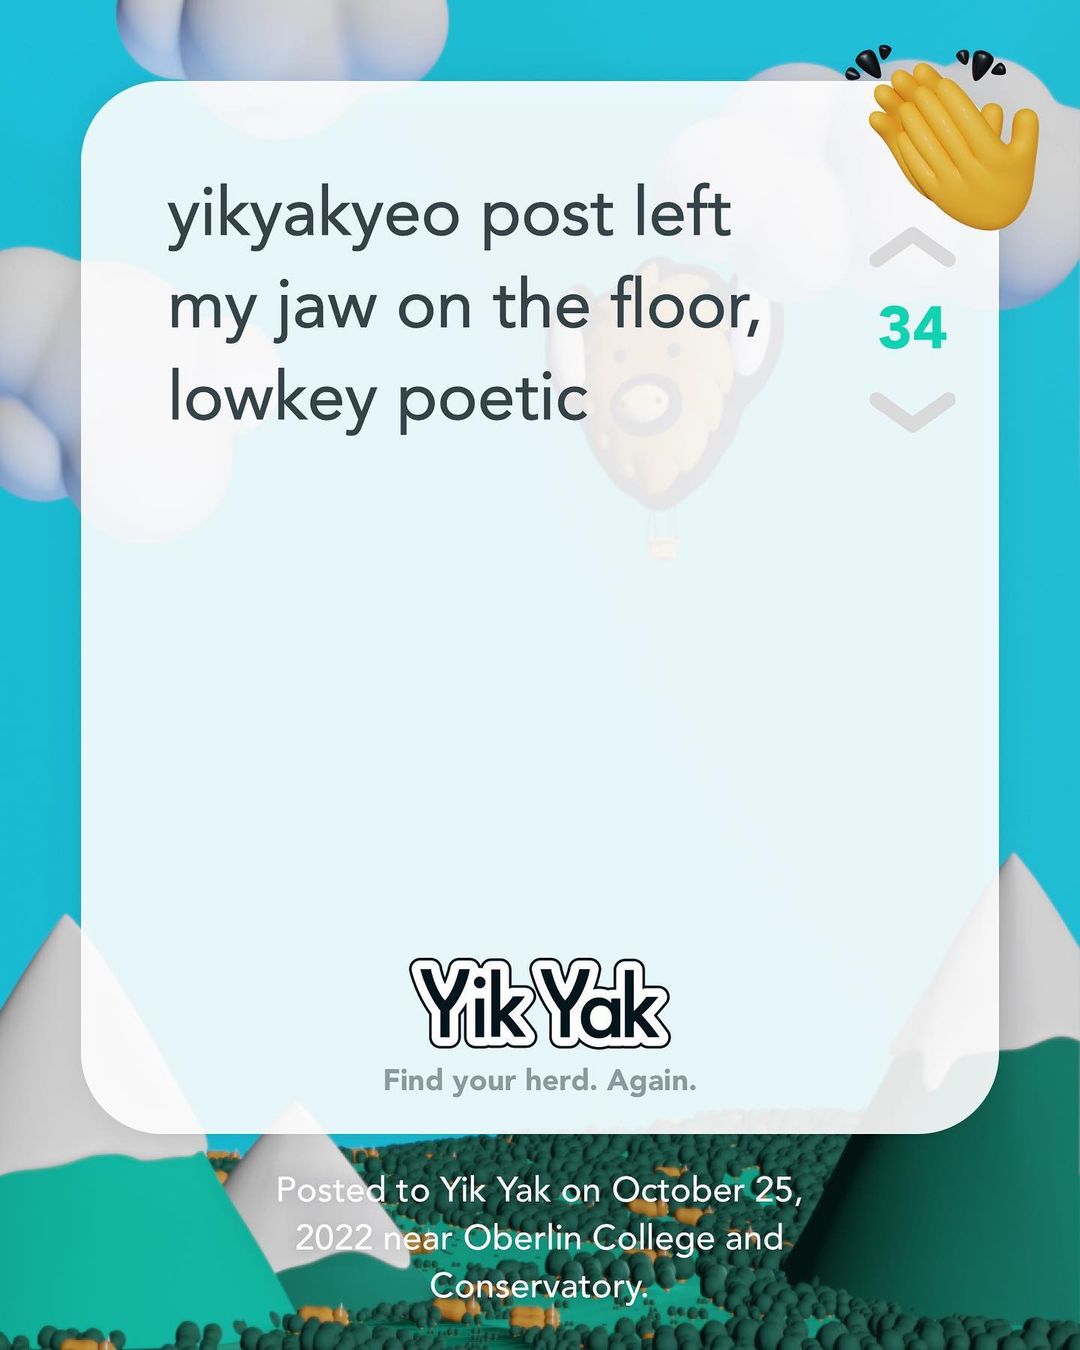 yikyakyeo post left
my jaw on the floor,
lowkey poetic
34
Yik Yak
Find your herd. Again.
Posted to Yik Yak on October 25,
2022 near Oberlin College and
Conservatory.